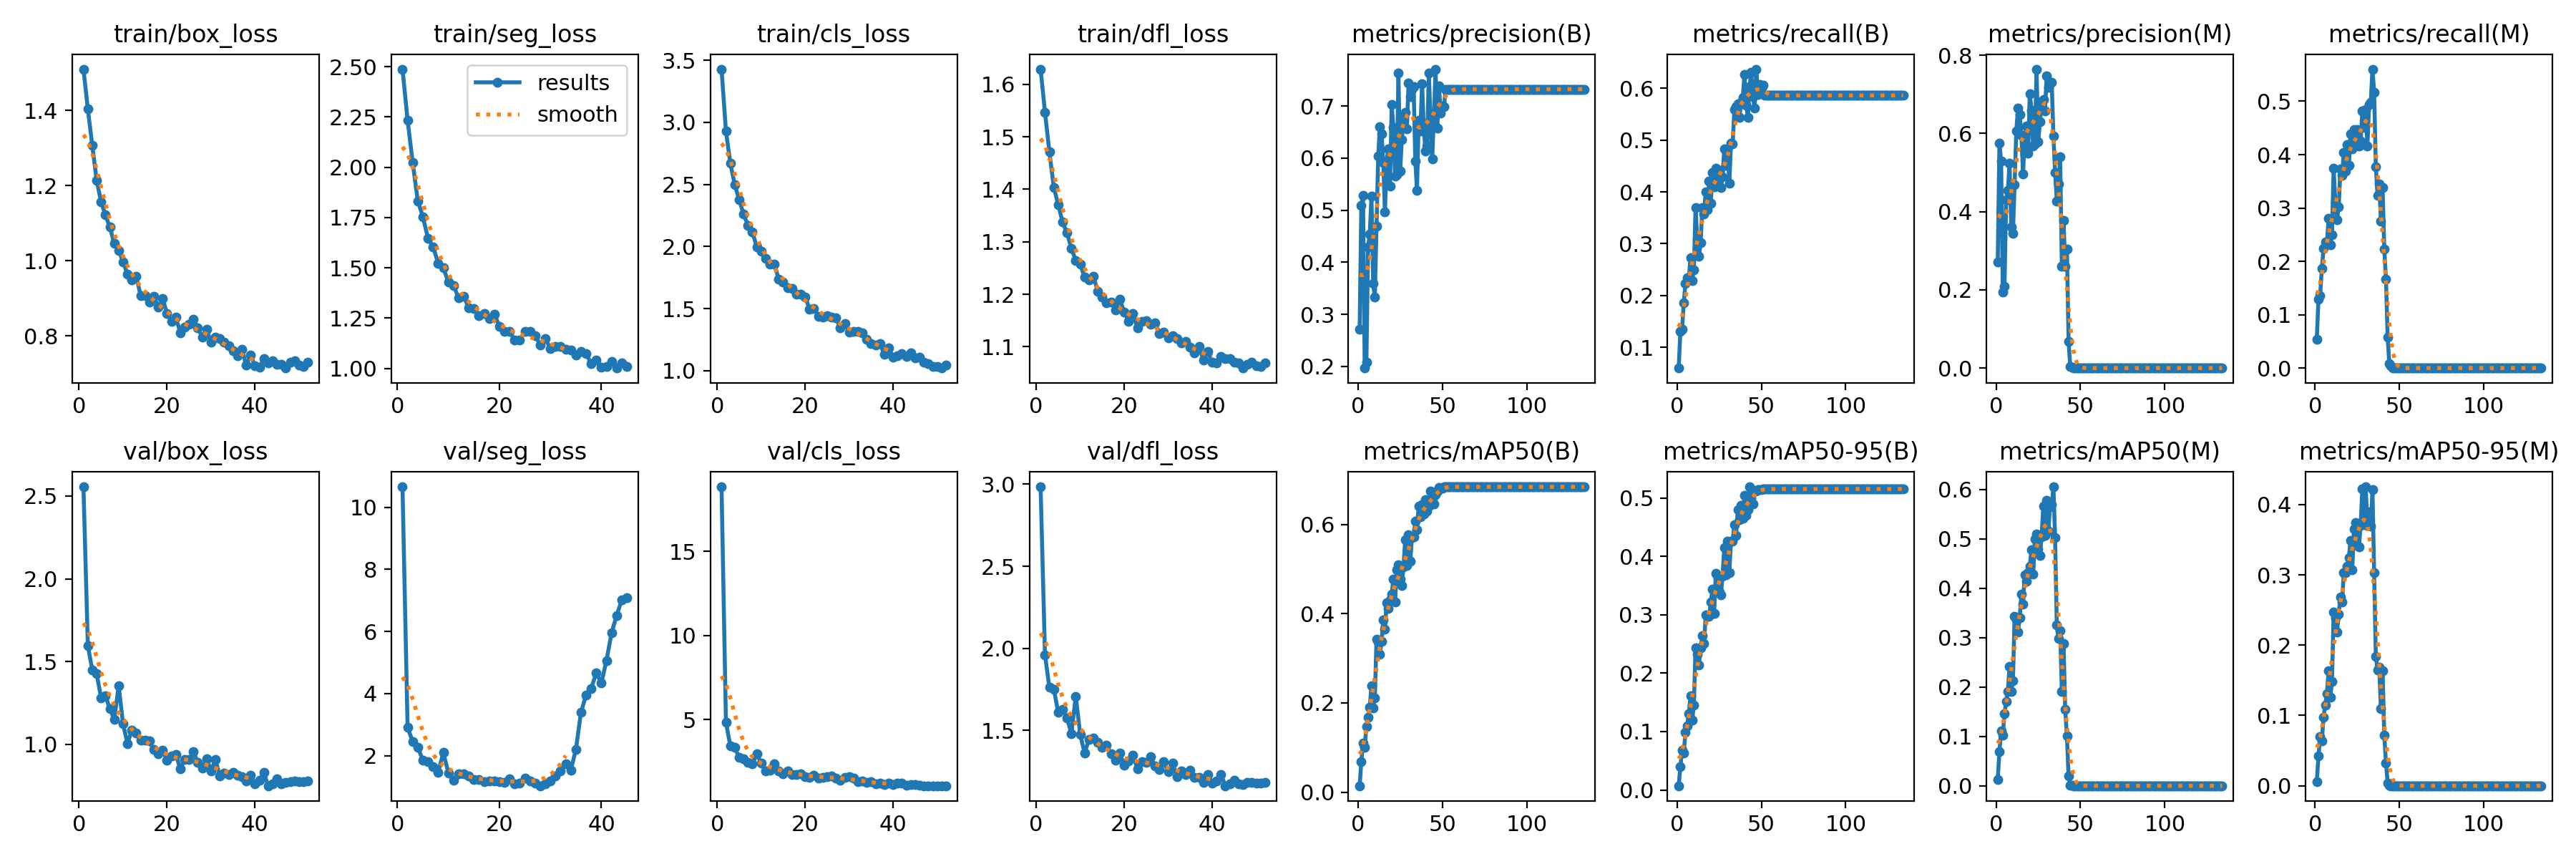 train/box_loss
1.4
1.2
1.0
0.8
0 20 40
train/seg_loss
results
smooth
2.50
2.25
2.00
1.75
1.50
1.25
1.00
0 20 40
train/cls_loss
3.5
3.0
2.5
2.0
1.5
1.0
0 20 40
train/dfl_loss
1.6
1.5
1.4
1.3
1.2
1.1
0 20 40
metrics/precision(B)
0.7
0.6
0.5
0.4
0.3
0.2
0 50 100
metrics/recall(B)
0.6
0.5
0.4
0.3
0.2
0.1
0 50 100
metrics/precision(M)
0.8
0.6
0.4
0.2
0.0
0 50 100
metrics/recall(M)
0.5
0.4
0.3
0.2
0.1
0.0
0 50 100
val/box_loss
2.5
2.0
1.5
1.0
0 20 40
val/seg_loss
10
8
6
4
2
0 20 40
val/cls_loss
15
10
5
0 20 40
val/dfl_loss
3.0
2.5
2.0
1.5
0 20 40
metrics/mAP50(B)
0.6
0.4
0.2
0.0
0 50 100
metrics/mAP50-95(B)
0.5
0.4
0.3
0.2
0.1
0.0
0 50 100
metrics/mAP50(M)
0.6
0.5
0.4
0.3
0.2
0.1
0.0
0 50 100
metrics/mAP50-95(M)
0.4
0.3
0.2
0.1
0.0
0 50 100